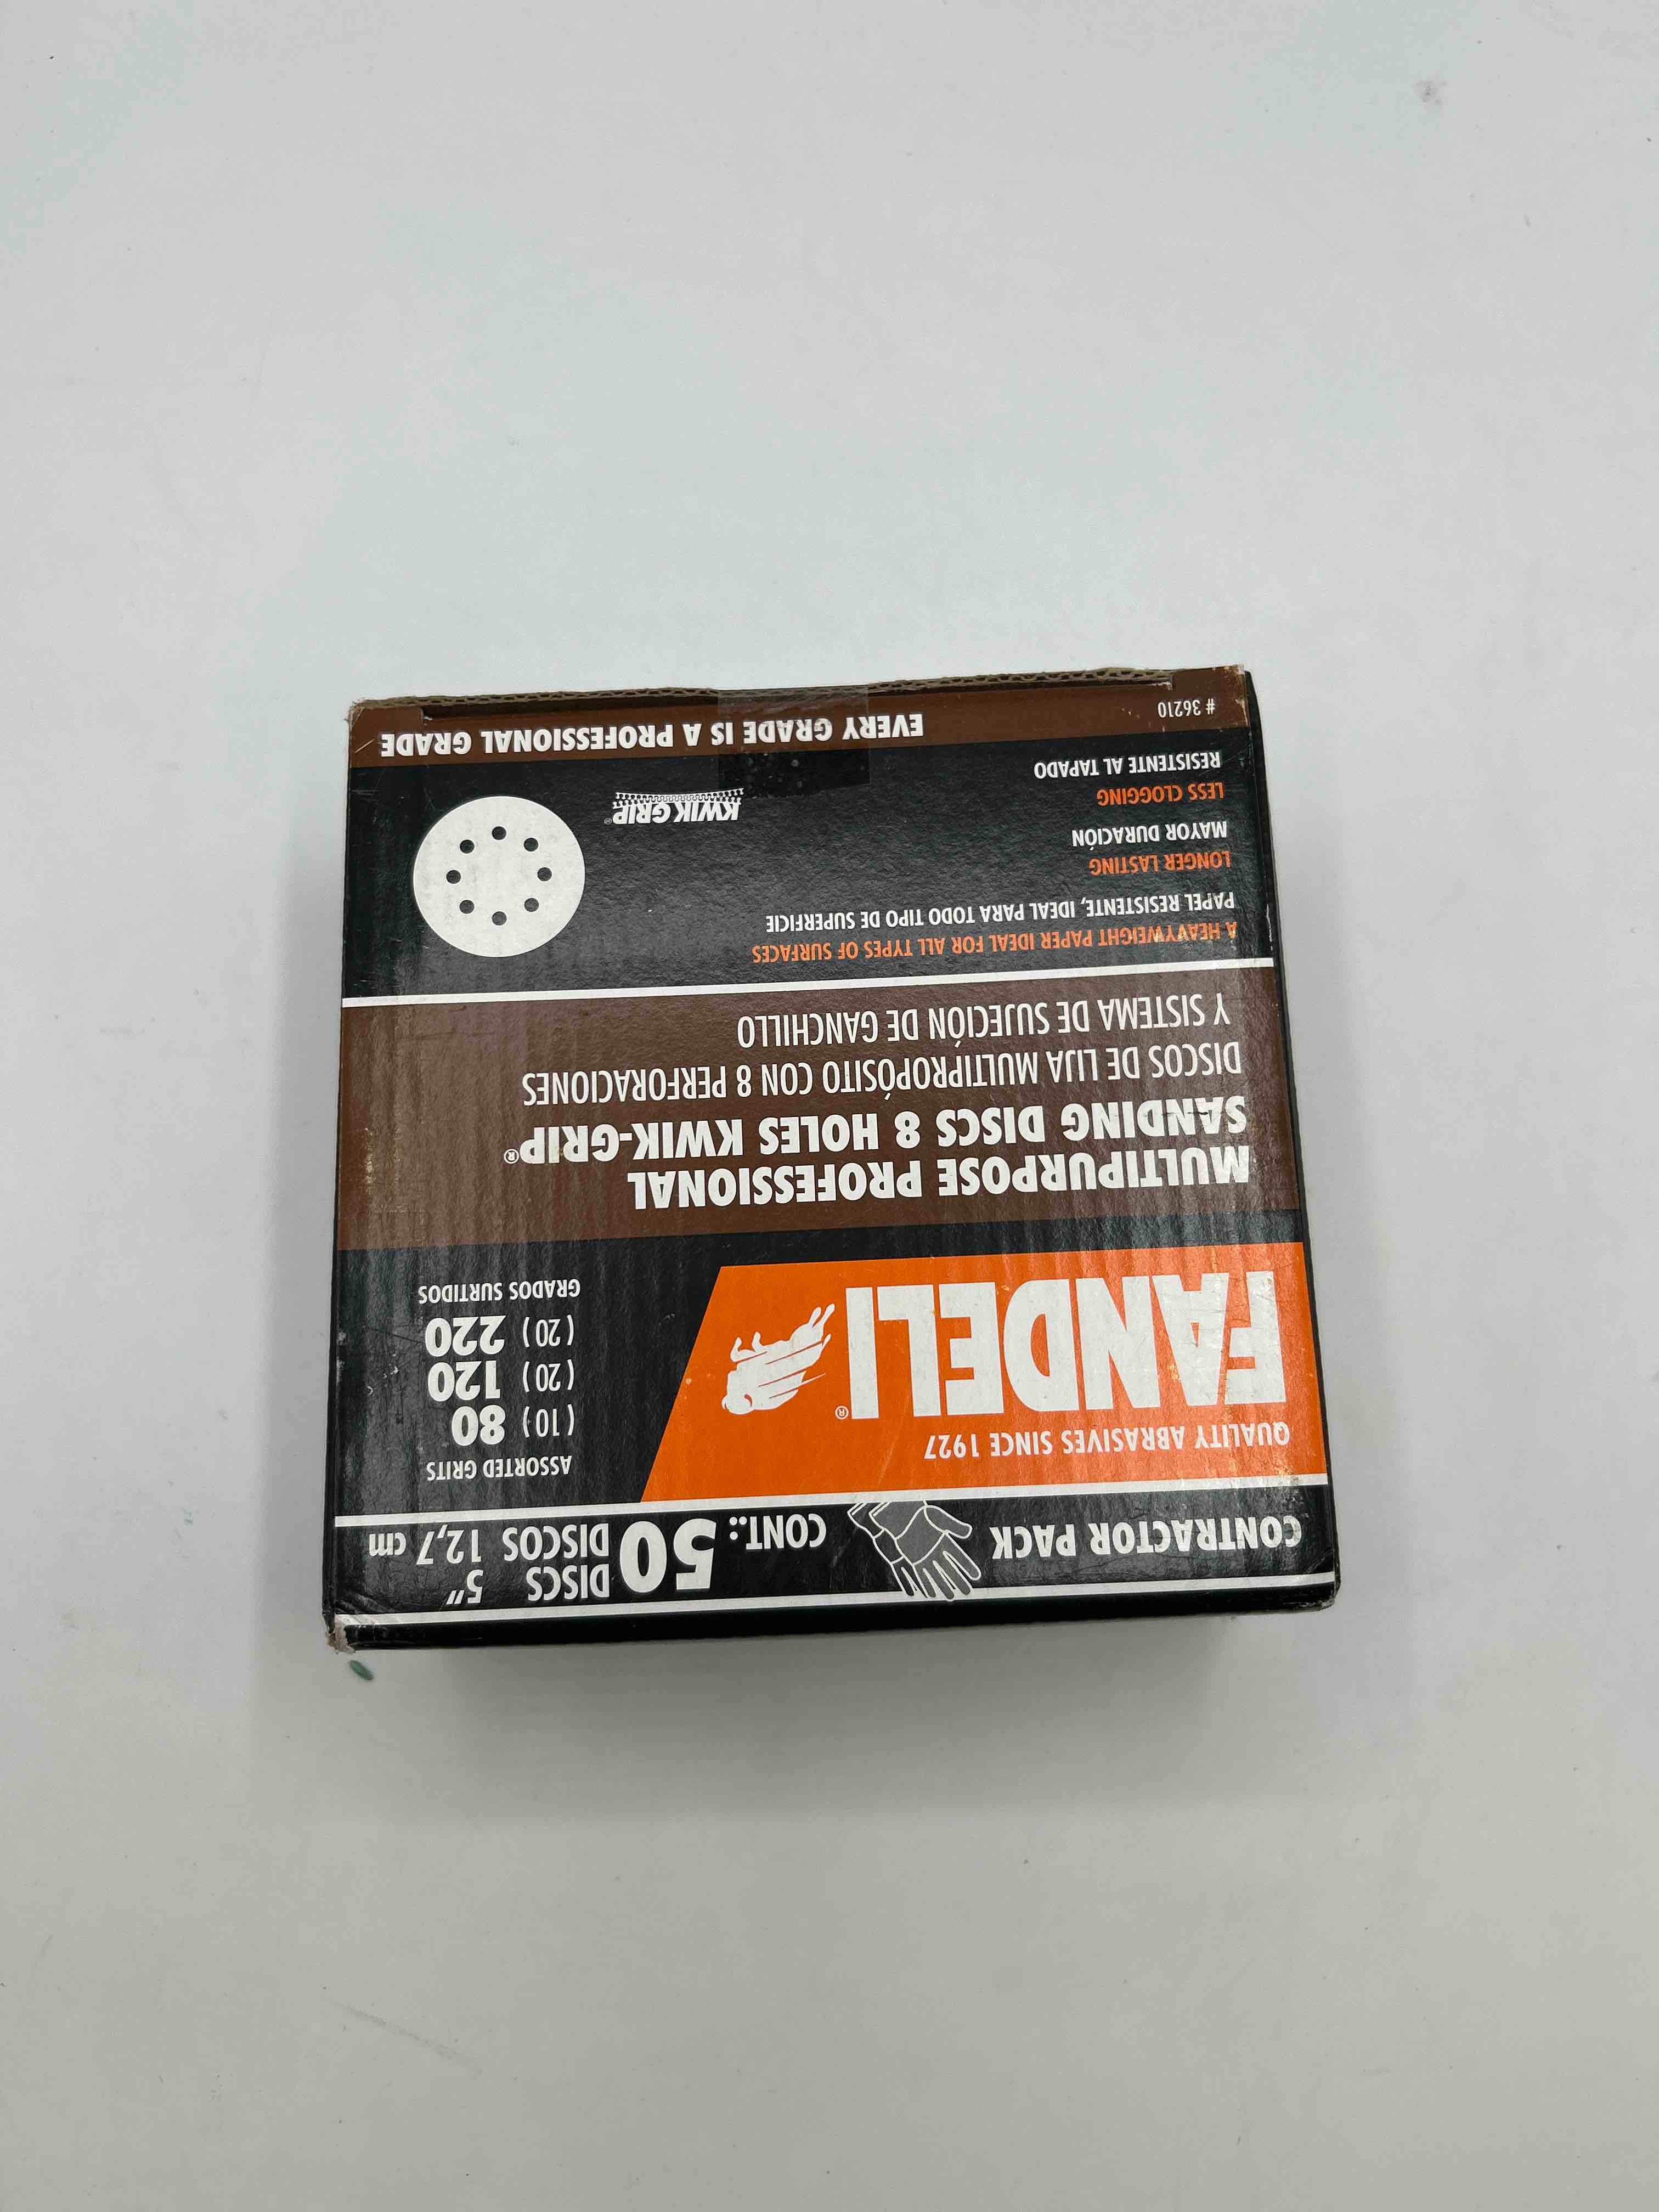 CONTRACTOR PACK
CONT.: 50 DISCS 5"
DISCOS 12,7 cm
QUALITY ABRASIVES SINCE 1927
FANDELI®
ASSORTED GRITS
( 10 ) 80
( 20 ) 120
( 20 ) 220
GRADOS SURTIDOS
MULTIPURPOSE PROFESSIONAL
SANDING DISCS 8 HOLES KWIK-GRIP®
DISCOS DE LIJA MULTIPROPÓSITO CON 8 PERFORACIONES
Y SISTEMA DE SUJECIÓN DE GANCHILLO
A HEAVYWEIGHT PAPER IDEAL FOR ALL TYPES OF SURFACES
PAPEL RESISTENTE, IDEAL PARA TODO TIPO DE SUPERFICIE
LONGER LASTING
MAYOR DURACIÓN
LESS CLOGGING
RESISTENTE AL TAPADO
KWIK GRIP®
# 36210
EVERY GRADE IS A PROFESSIONAL GRADE